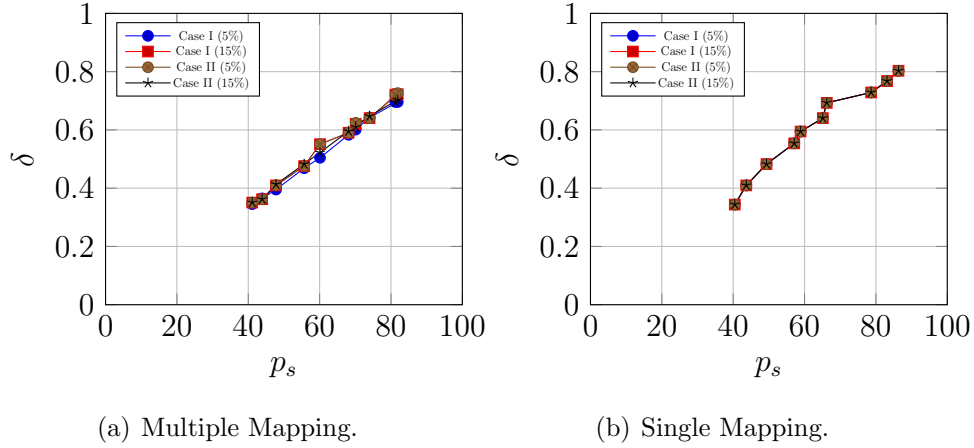 1
0.8
0.6
0.4
0.2
0
0 20 40 60 80 100
δ
p_s
Case I (5%)
Case I (15%)
Case II (5%)
Case II (15%)
(a) Multiple Mapping.
1
0.8
0.6
0.4
0.2
0
0 20 40 60 80 100
δ
p_s
Case I (5%)
Case I (15%)
Case II (5%)
Case II (15%)
(b) Single Mapping.